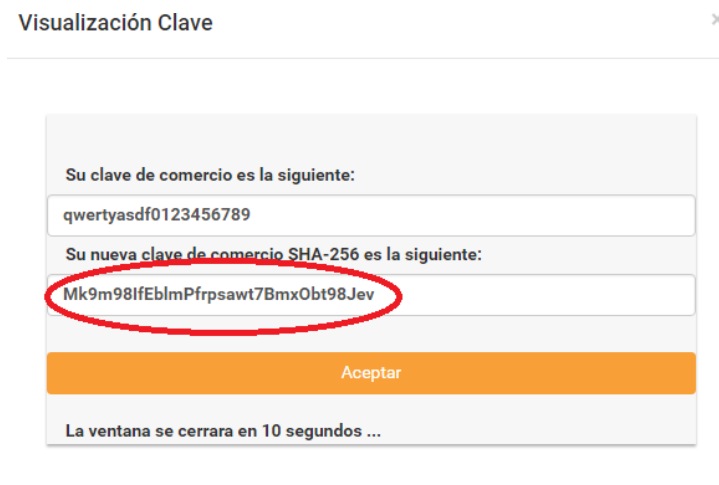 Visualización Clave
×
Su clave de comercio es la siguiente:
qwertyasdf0123456789
Su nueva clave de comercio SHA-256 es la siguiente:
Mk9m98IfEblmPfrpsawt7BmxObt98Jev
Aceptar
La ventana se cerrara en 10 segundos ...